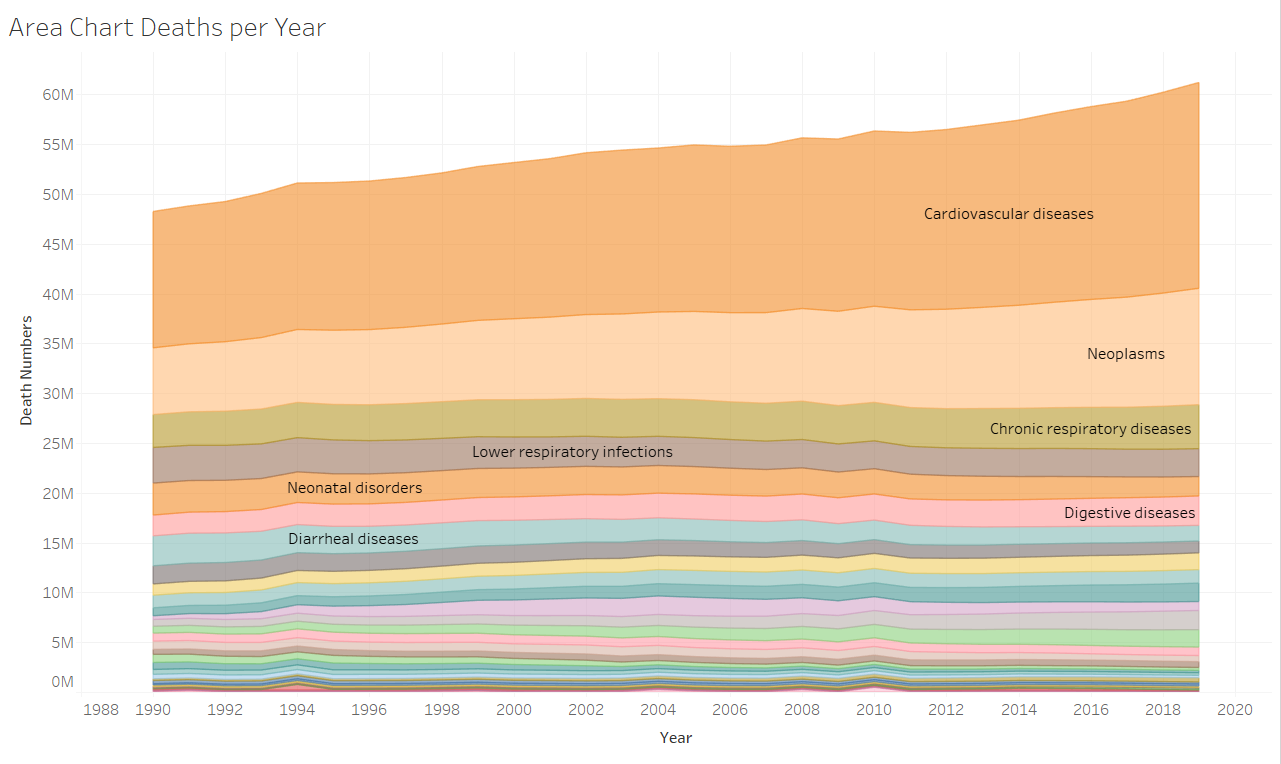 Area Chart Deaths per Year
60M
55M
50M
45M
40M
35M
30M
25M
20M
15M
10M
5M
0M
Death Numbers
Cardiovascular diseases
Neoplasms
Chronic respiratory diseases
Lower respiratory infections
Neonatal disorders
Digestive diseases
Diarrheal diseases
1988 1990 1992 1994 1996 1998 2000 2002 2004 2006 2008 2010 2012 2014 2016 2018 2020
Year